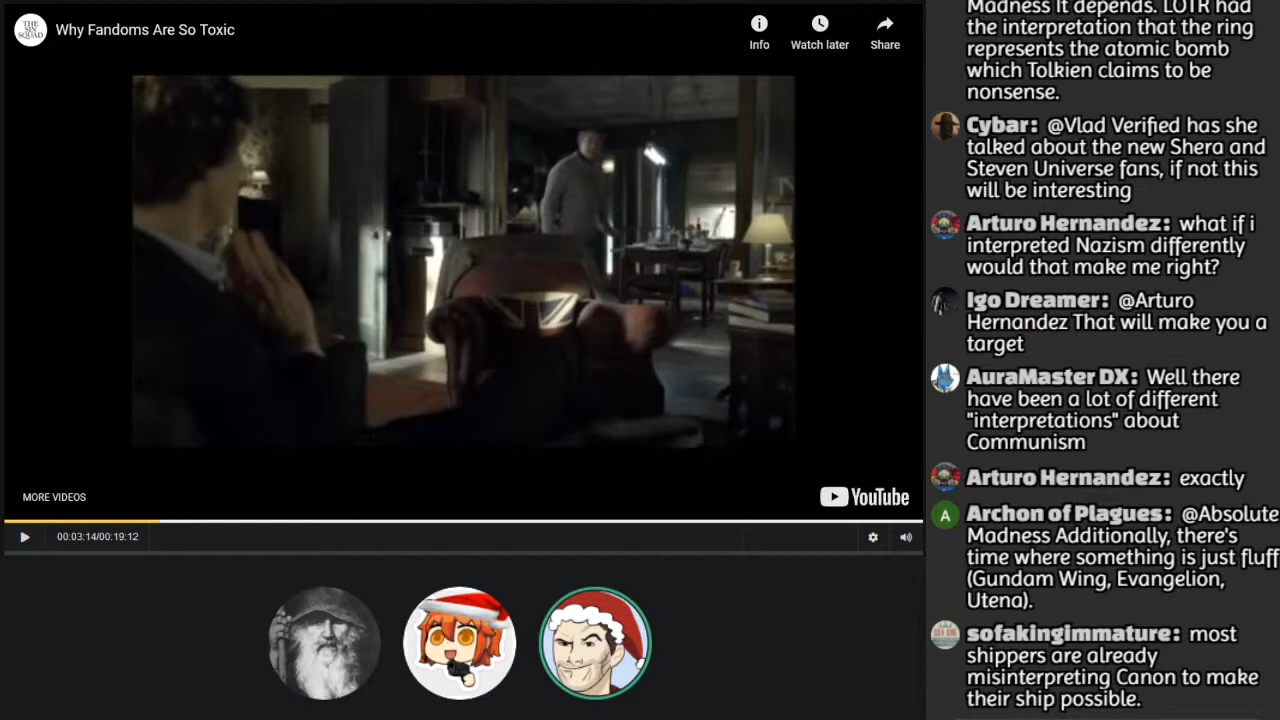 THE
SIN
SQUAD
Why Fandoms Are So Toxic
Info
Watch later
Share
MORE VIDEOS
YouTube
00:03:14/00:19:12
Madness It depends. LOTR had
the interpretation that the ring
represents the atomic bomb
which Tolkien claims to be
nonsense.
Cybar: @Vlad Verified has she
talked about the new Shera and
Steven Universe fans, if not this
will be interesting
Arturo Hernandez: what if i
interpreted Nazism differently
would that make me right?
Igo Dreamer: @Arturo
Hernandez That will make you a
target
AuraMaster DX: Well there
have been a lot of different
"interpretations" about
Communism
Arturo Hernandez: exactly
A
Archon of Plagues: @Absolute
Madness Additionally, there's
time where something is just fluff
(Gundam Wing, Evangelion,
Utena).
sofakingimmature: most
shippers are already
misinterpreting Canon to make
their ship possible.